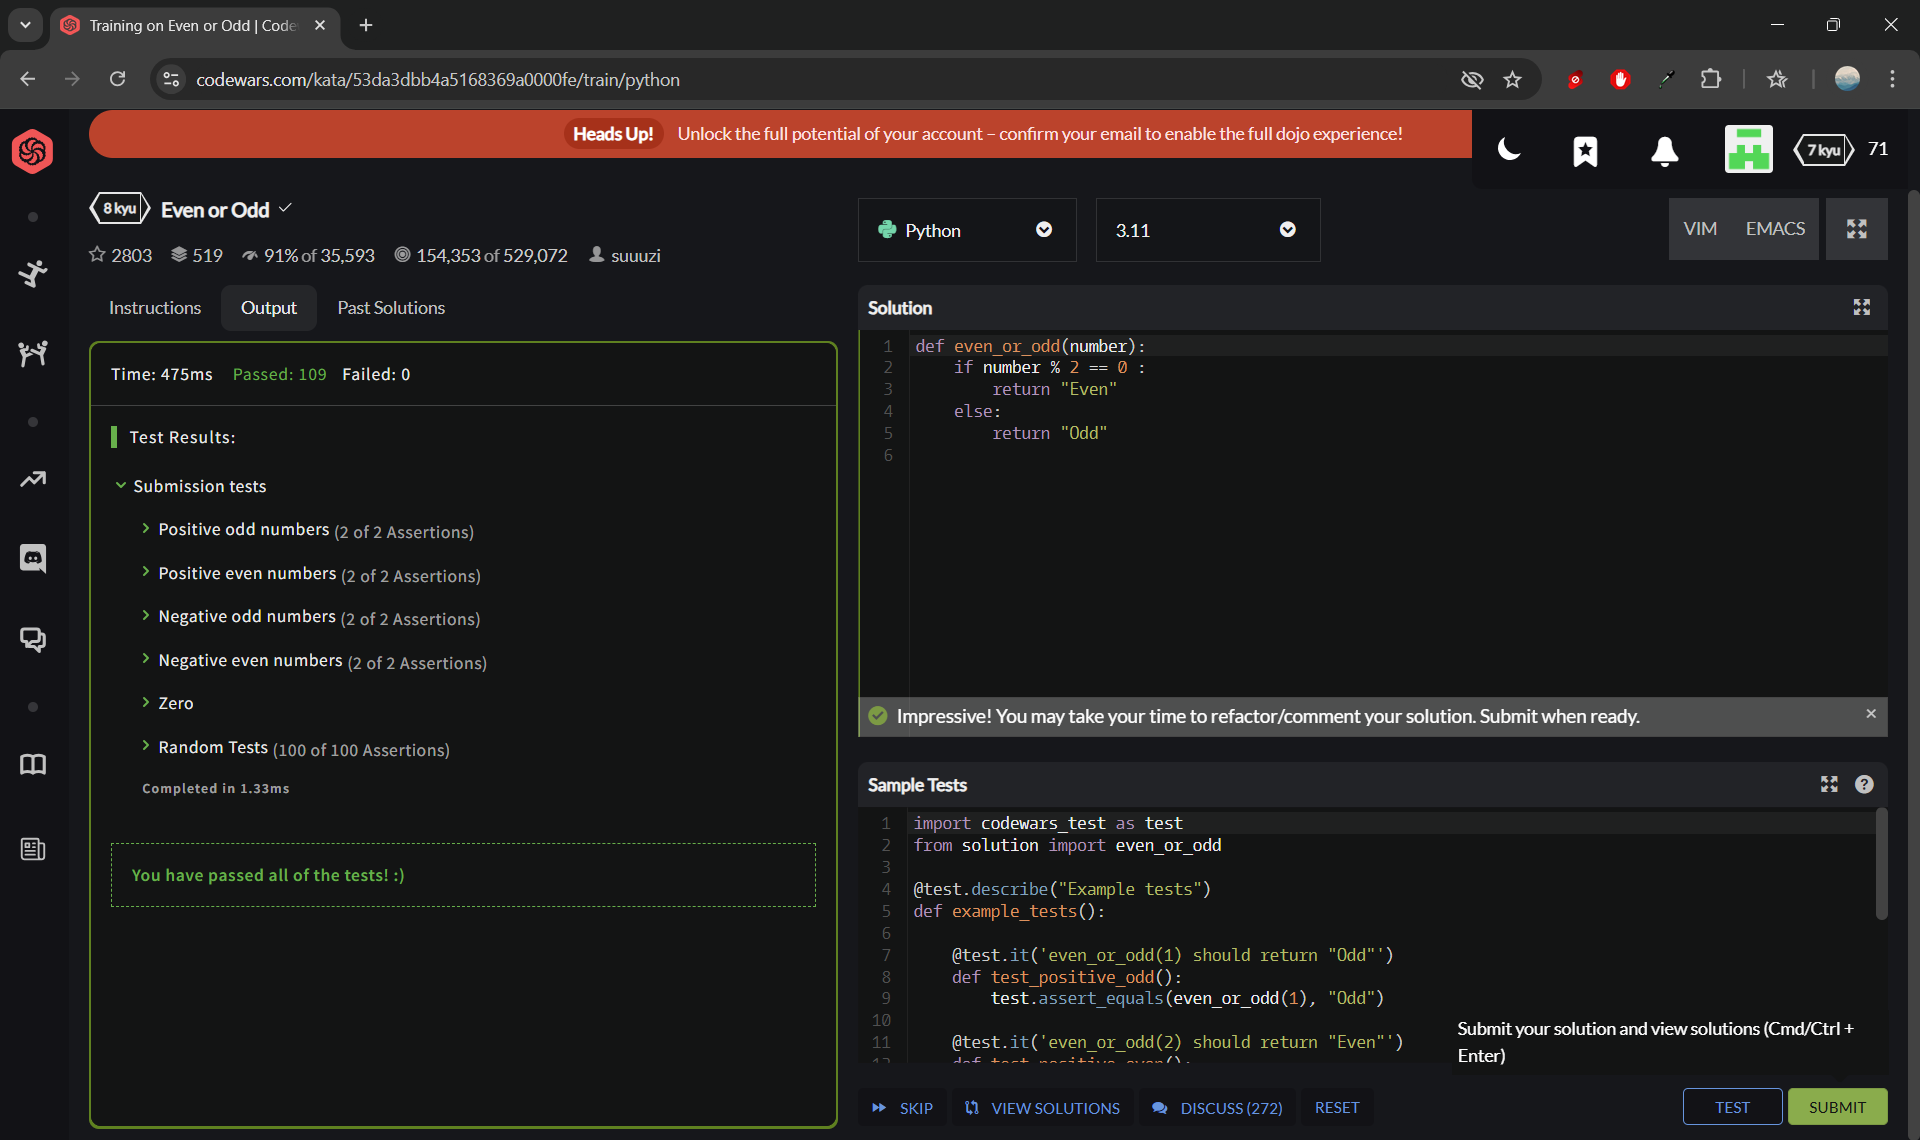 Training on Even or Odd | Code
codewars.com/kata/53da3dbb4a5168369a0000fe/train/python
Heads Up! Unlock the full potential of your account – confirm your email to enable the full dojo experience!
7 kyu 71
8 kyu Even or Odd
2803 519 91% of 35,593 154,353 of 529,072 suuuzi
Python
3.11
VIM EMACS
Instructions Output Past Solutions
Time: 475ms Passed: 109 Failed: 0
Test Results:
Submission tests
Positive odd numbers (2 of 2 Assertions)
Positive even numbers (2 of 2 Assertions)
Negative odd numbers (2 of 2 Assertions)
Negative even numbers (2 of 2 Assertions)
Zero
Random Tests (100 of 100 Assertions)
Completed in 1.33ms
You have passed all of the tests! :)
Solution
1 def even_or_odd(number):
2 if number % 2 == 0 :
3 return "Even"
4 else:
5 return "Odd"
6
Impressive! You may take your time to refactor/comment your solution. Submit when ready.
Sample Tests
1 import codewars_test as test
2 from solution import even_or_odd
3
4 @test.describe("Example tests")
5 def example_tests():
6
7 @test.it('even_or_odd(1) should return "Odd"')
8 def test_positive_odd():
9 test.assert_equals(even_or_odd(1), "Odd")
10
11 @test.it('even_or_odd(2) should return "Even"')
12 def test_positive_even():
Submit your solution and view solutions (Cmd/Ctrl +
Enter)
SKIP VIEW SOLUTIONS DISCUSS (272) RESET
TEST SUBMIT